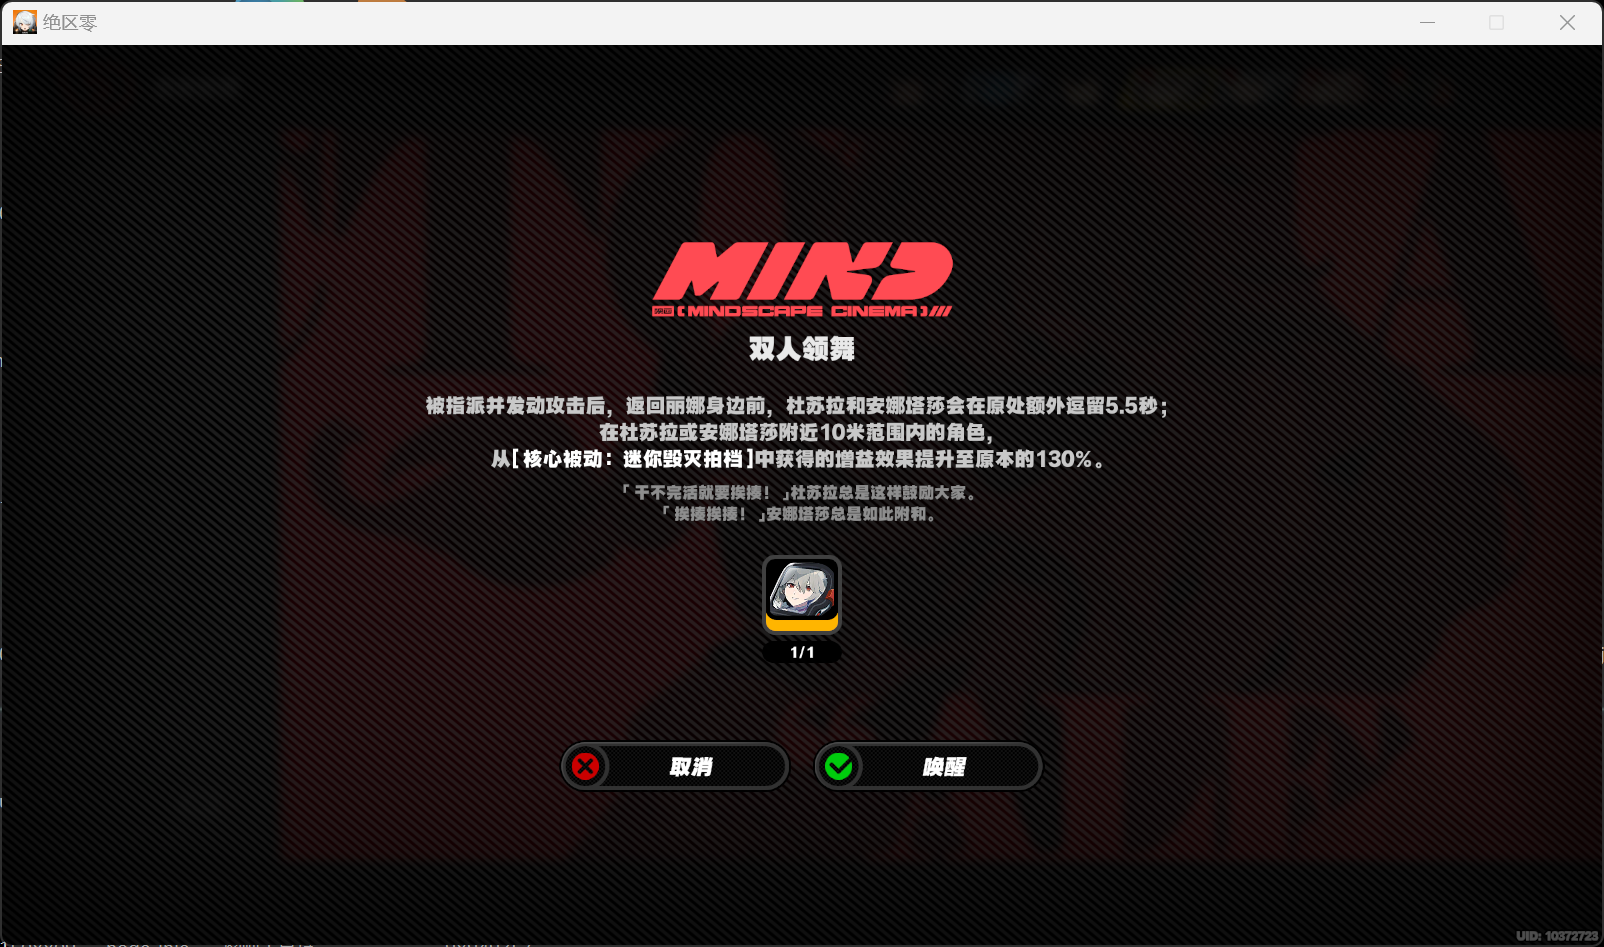 绝区零
MIND
[MINDSCAPE CINEMA]///
双人领舞
被指派并发动攻击后，返回丽娜身边前，杜苏拉和安娜塔莎会在原处额外逗留5.5秒；
在杜苏拉或安娜塔莎附近10米范围内的角色，
从[核心被动：迷你毁灭拍档]中获得的增益效果提升至原本的130%。
「干不完活就要挨揍！」杜苏拉总是这样鼓励大家。
「挨揍挨揍！」安娜塔莎总是如此附和。
1/1
取消
唤醒
UID: 10372723